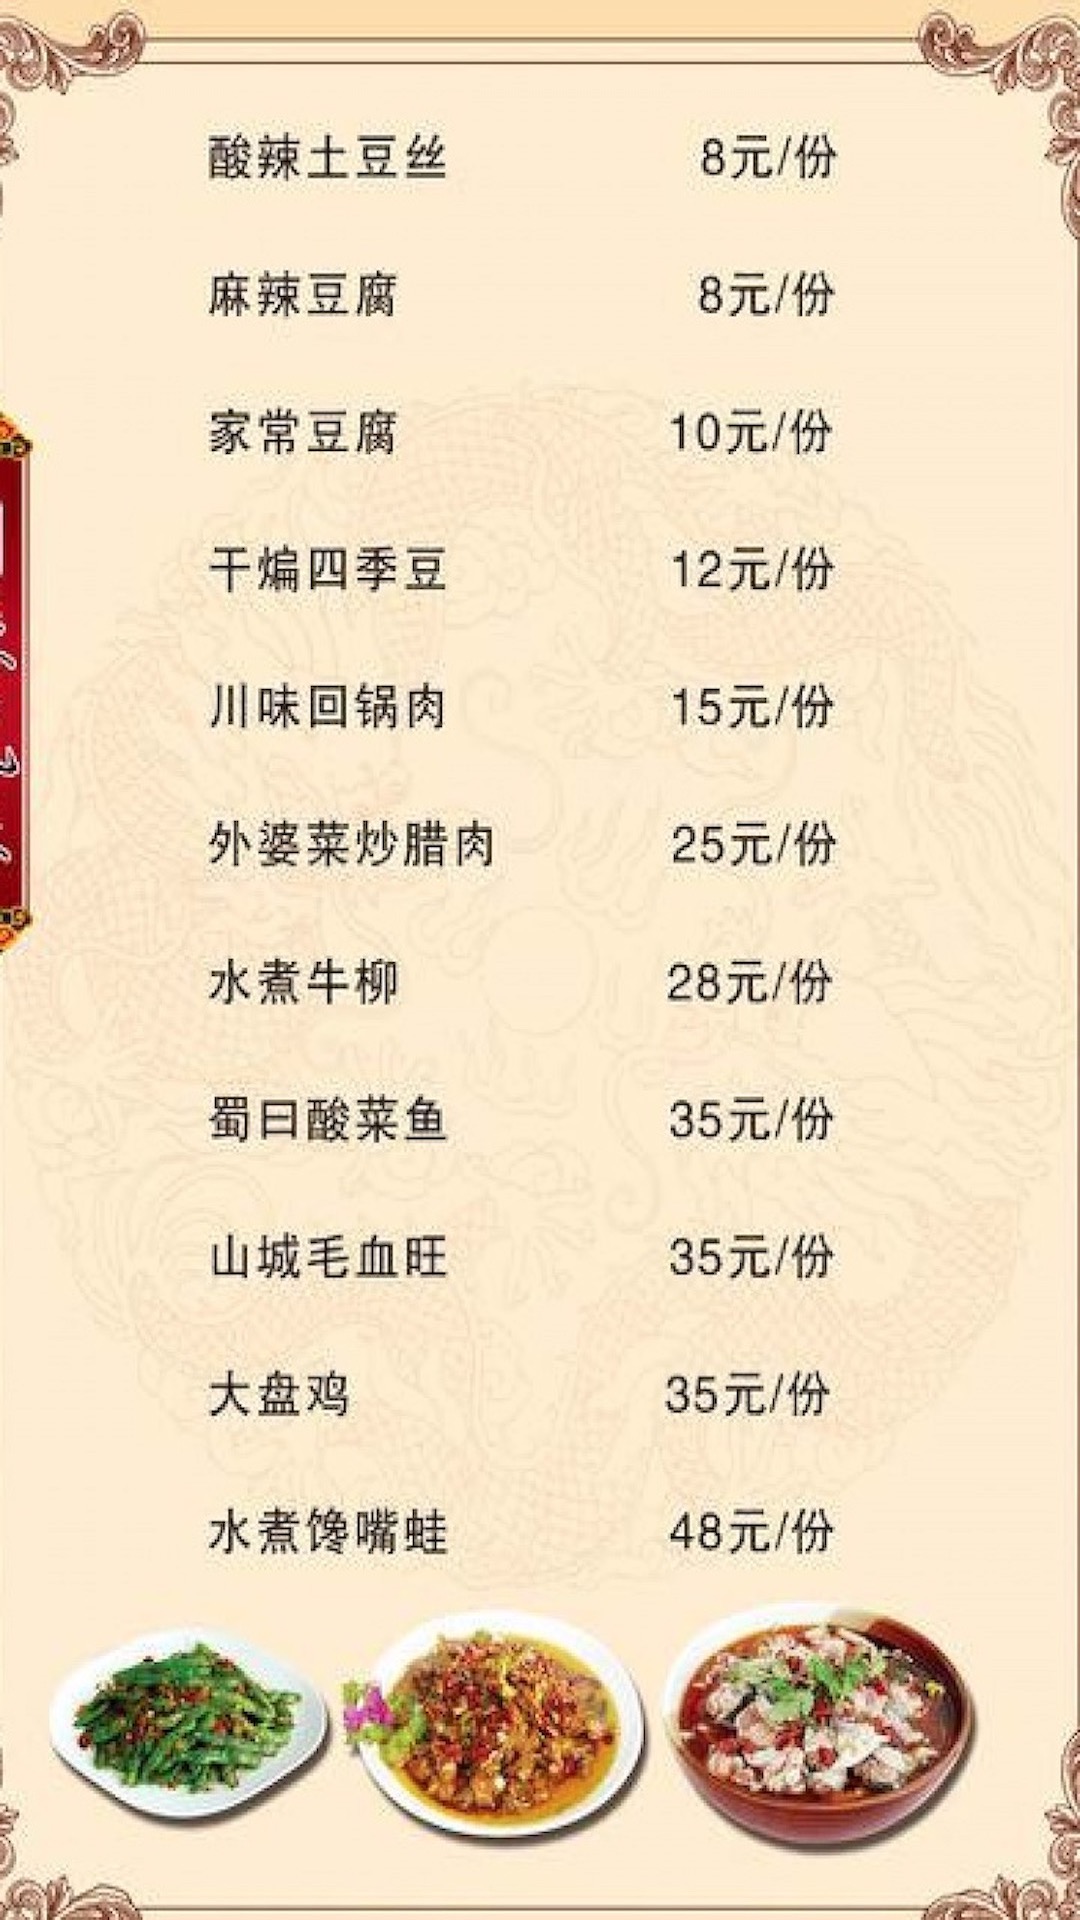 酸辣土豆丝 8元/份
麻辣豆腐 8元/份
家常豆腐 10元/份
干煸四季豆 12元/份
川味回锅肉 15元/份
外婆菜炒腊肉 25元/份
水煮牛柳 28元/份
蜀曰酸菜鱼 35元/份
山城毛血旺 35元/份
大盘鸡 35元/份
水煮馋嘴蛙 48元/份